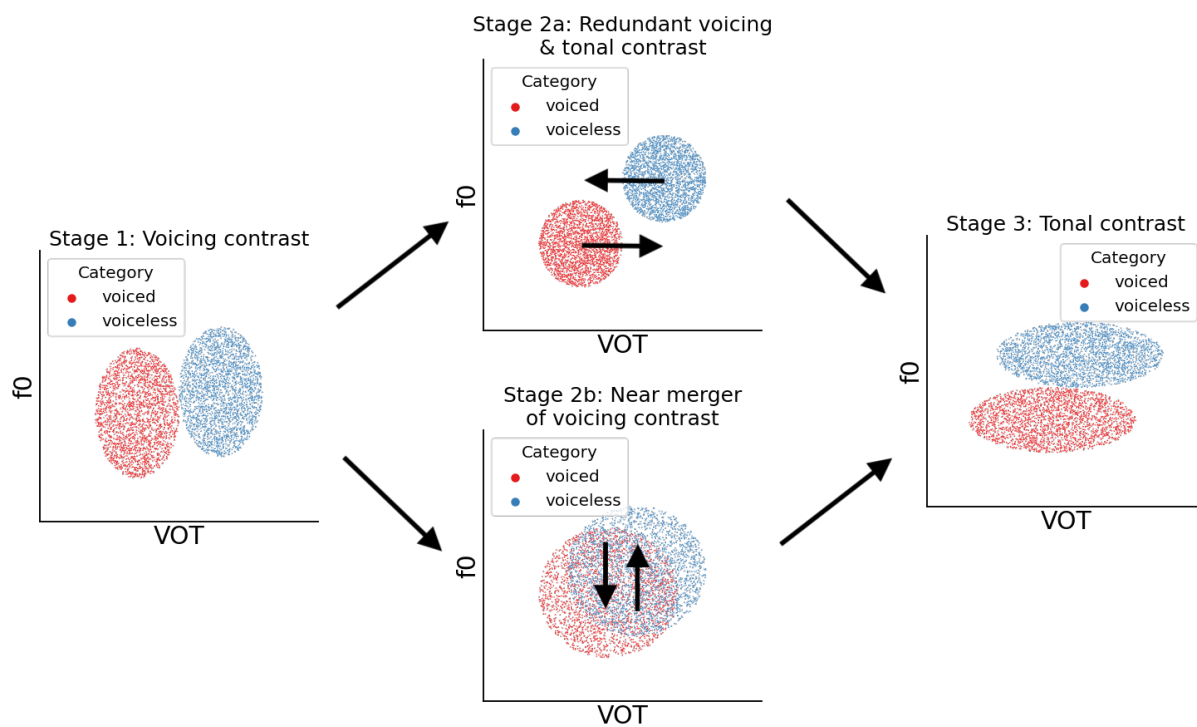 Stage 1: Voicing contrast
Category
voiced
voiceless
f0
VOT
Stage 2a: Redundant voicing
& tonal contrast
Category
voiced
voiceless
f0
VOT
Stage 2b: Near merger
of voicing contrast
Category
voiced
voiceless
f0
VOT
Stage 3: Tonal contrast
Category
voiced
voiceless
f0
VOT